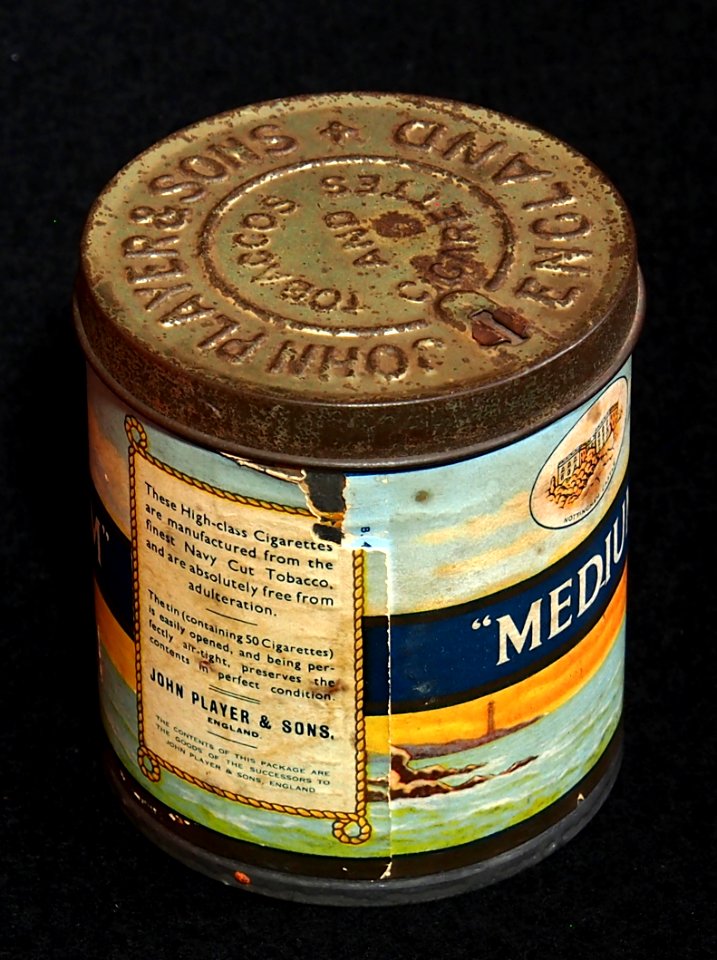 JOHN PLAYER & SONS
ENGLAND
TOBACCOS
AND
CIGARETTES
These High-class Cigarettes
are manufactured from the
finest Navy Cut Tobacco,
and are absolutely free from
adulteration.
The tin (containing 50 Cigarettes)
is easily opened, and being per-
fectly air-tight, preserves the
contents in perfect condition.
JOHN PLAYER & SONS,
ENGLAND.
THE CONTENTS OF THIS PACKAGE ARE
THE GOODS OF THE SUCCESSORS TO
JOHN PLAYER & SONS, ENGLAND
B 4
M"
"MEDIU